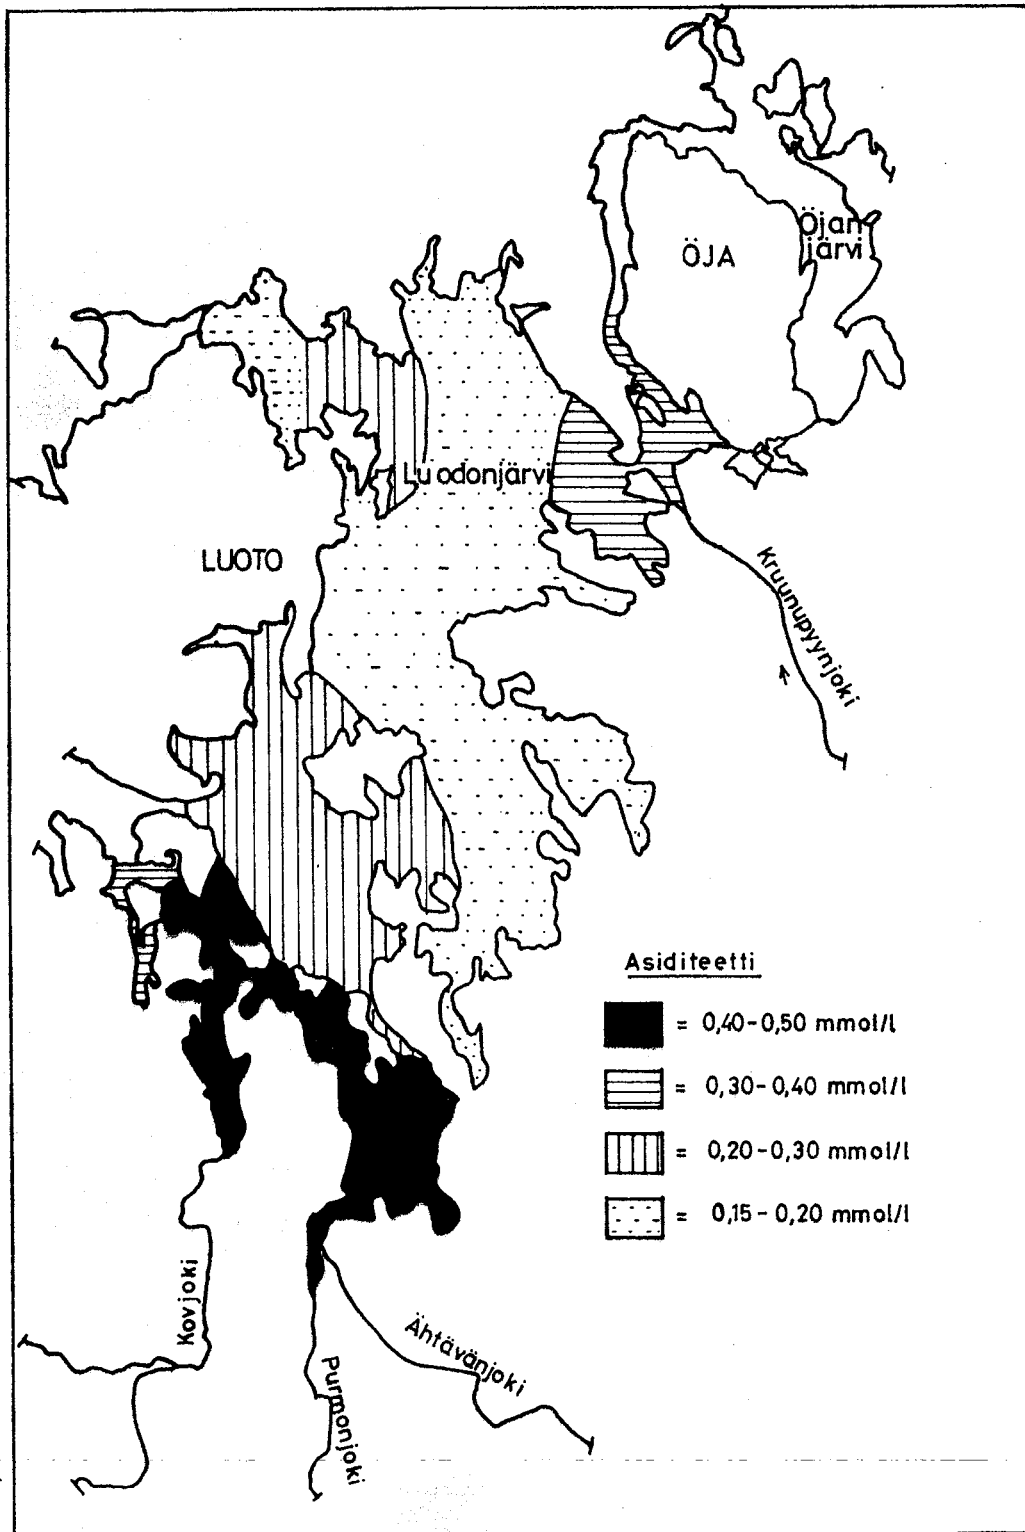 ÖJA
Öjan
järvi
Luodonjärvi
LUOTO
Kruunupyynjoki
Asiditeetti
= 0,40-0,50 mmol/l
= 0,30-0,40 mmol/l
= 0,20-0,30 mmol/l
= 0,15-0,20 mmol/l
Kovjoki
Ähtävänjoki
Purmonjoki